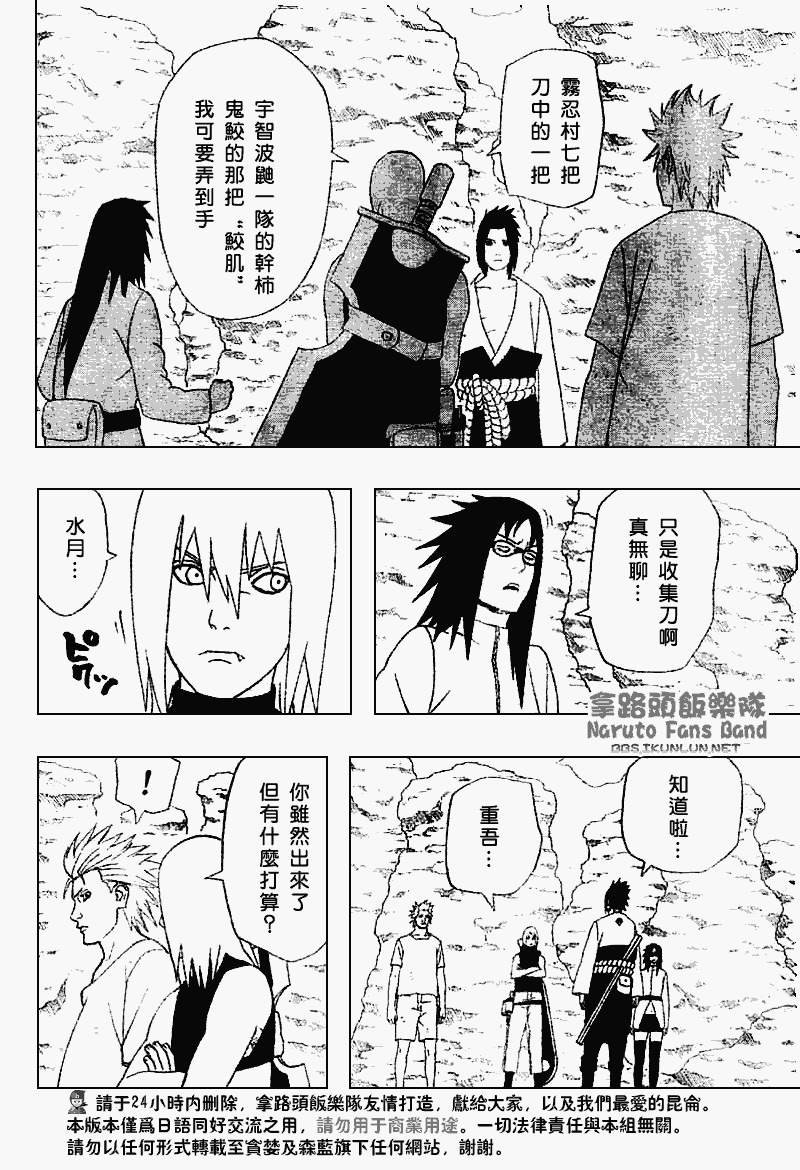 霧忍村七把
刀中的一把
宇智波鼬一隊的幹柿
鬼鮫的那把“鮫肌”
我可要弄到手
只是收集刀啊
真無聊…
水月…
ピクッ
拿路頭飯樂隊
Naruto Fans Band
BBS.IKUNLUN.NET
知道啦…
重吾…
你雖然出來了
但有什麼打算?
!
請于24小時内刪除，拿路頭飯樂隊友情打造，獻給大家，以及我們最愛的昆侖。
本版本僅爲日語同好交流之用，請勿用于商業用途。一切法律責任與本組無關。
請勿以任何形式轉載至貪婪及森藍旗下任何網站，謝謝。